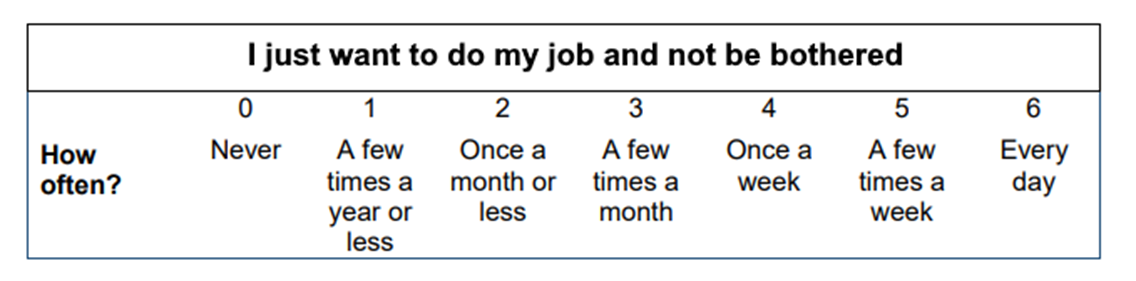 I just want to do my job and not be bothered
0 1 2 3 4 5 6
How often?
Never
A few times a year or less
Once a month or less
A few times a month
Once a week
A few times a week
Every day